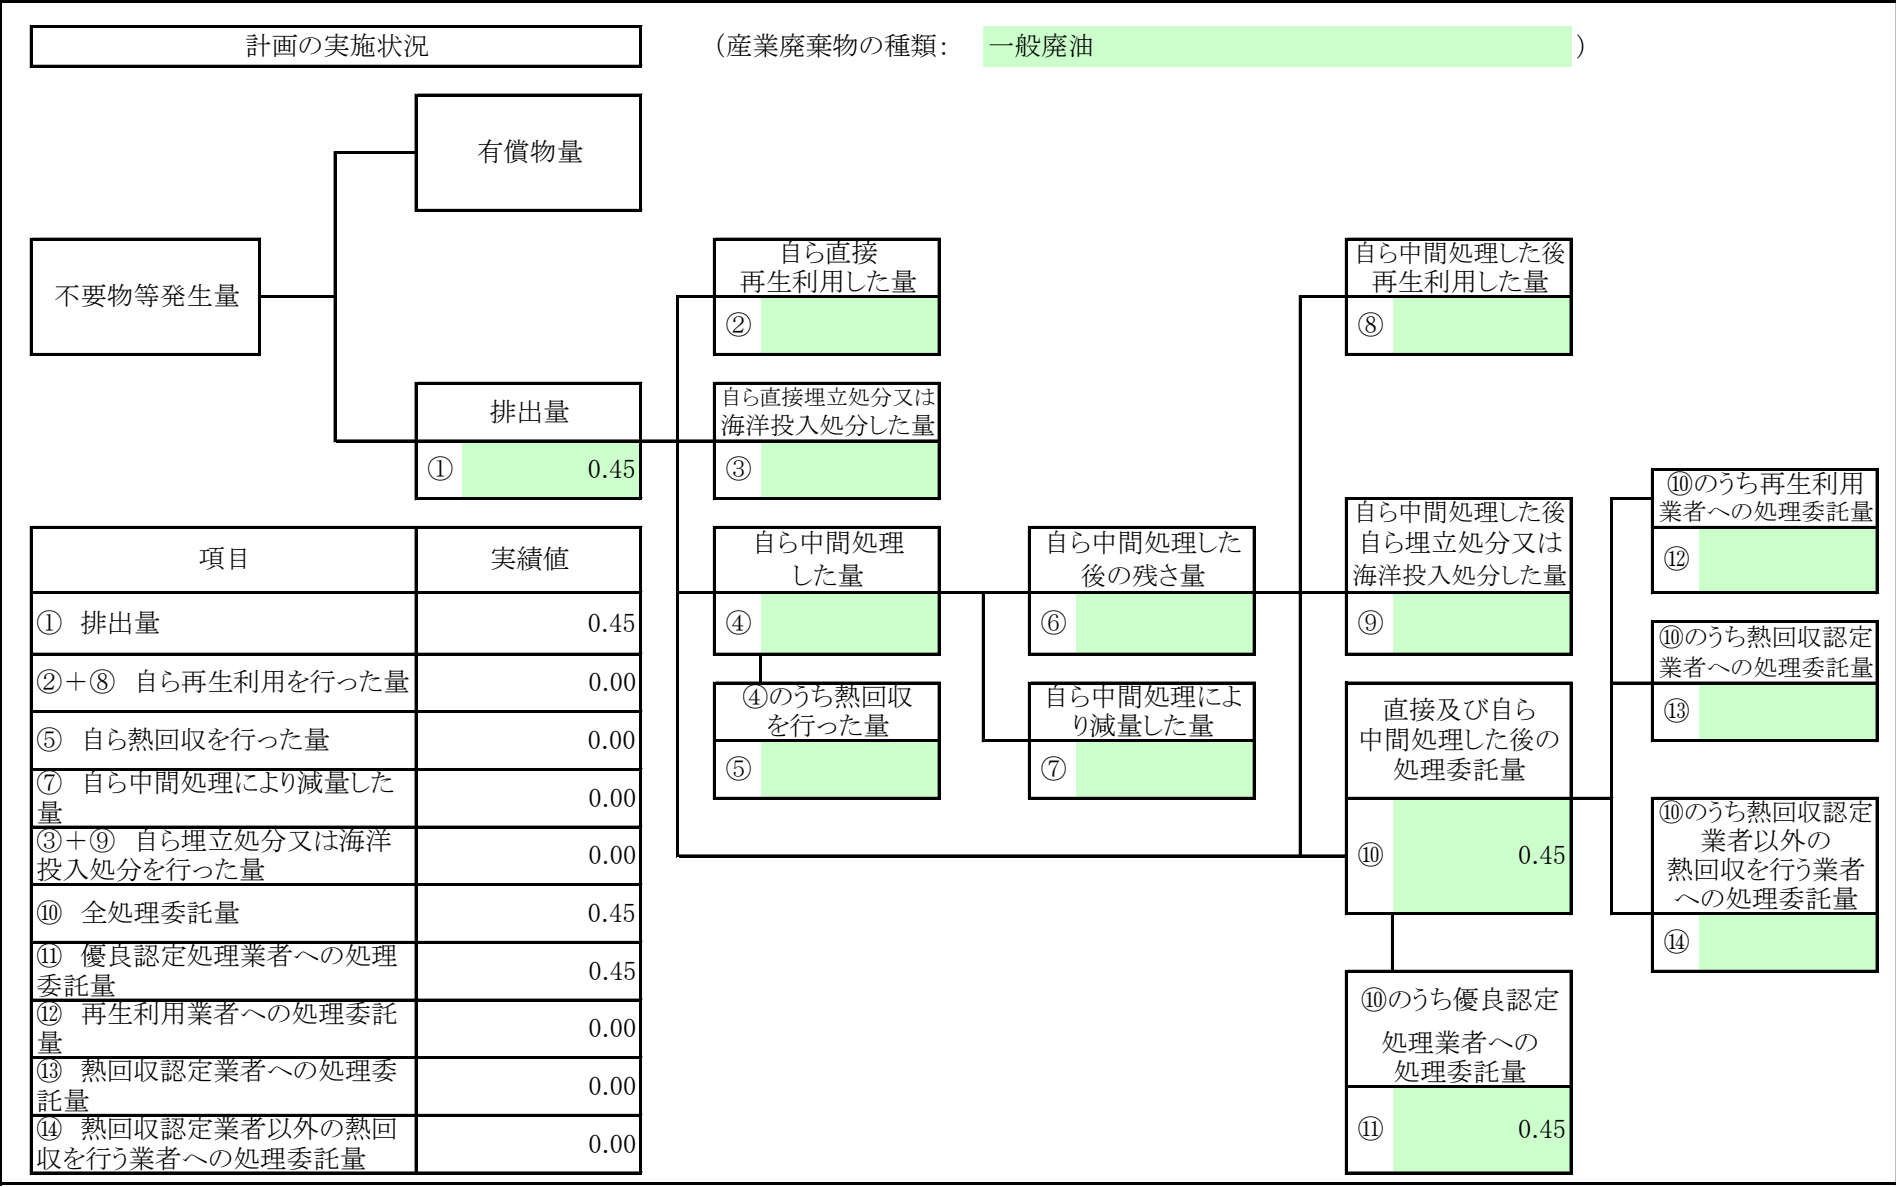 計画の実施状況
（産業廃棄物の種類： 一般廃油 ）
有償物量
不要物等発生量
自ら直接
再生利用した量
②
自ら中間処理した後
再生利用した量
⑧
排出量
① 0.45
自ら直接埋立処分又は
海洋投入処分した量
③
自ら中間処理
した量
④
自ら中間処理した
後の残さ量
⑥
自ら中間処理した後
自ら埋立処分又は
海洋投入処分した量
⑨
⑩のうち再生利用
業者への処理委託量
⑫
⑩のうち熱回収認定
業者への処理委託量
⑬
④のうち熱回収
を行った量
⑤
自ら中間処理によ
り減量した量
⑦
直接及び自ら
中間処理した後の
処理委託量
⑩ 0.45
⑩のうち熱回収認定
業者以外の
熱回収を行う業者
への処理委託量
⑭
⑩のうち優良認定
処理業者への
処理委託量
⑪ 0.45
項目 実績値
① 排出量 0.45
②＋⑧ 自ら再生利用を行った量 0.00
⑤ 自ら熱回収を行った量 0.00
⑦ 自ら中間処理により減量した
量 0.00
③＋⑨ 自ら埋立処分又は海洋
投入処分を行った量 0.00
⑩ 全処理委託量 0.45
⑪ 優良認定処理業者への処理
委託量 0.45
⑫ 再生利用業者への処理委託
量 0.00
⑬ 熱回収認定業者への処理委
託量 0.00
⑭ 熱回収認定業者以外の熱回
収を行う業者への処理委託量 0.00